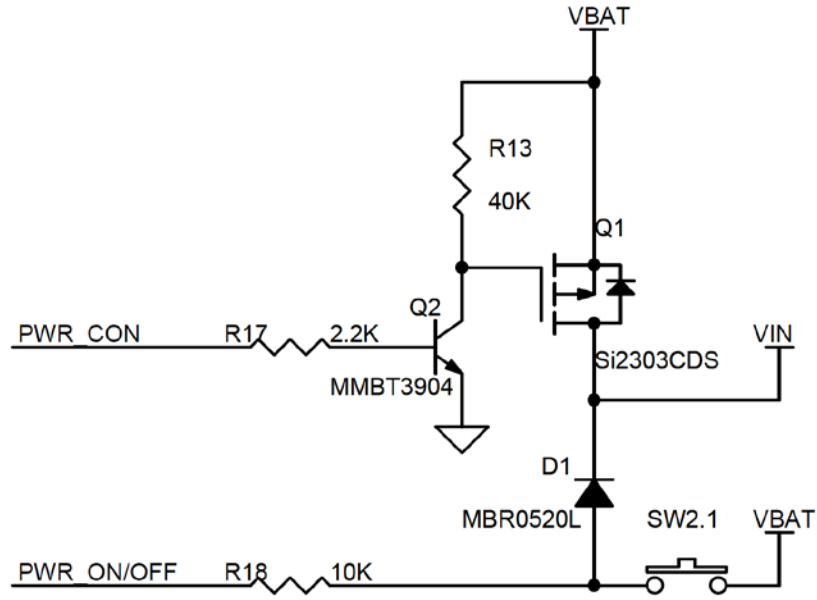 VBAT
R13
40K
Q1
Q2
PWR_CON R17 2.2K
VIN
MMBT3904
Si2303CDS
D1
MBR0520L SW2.1 VBAT
PWR_ON/OFF R18 10K